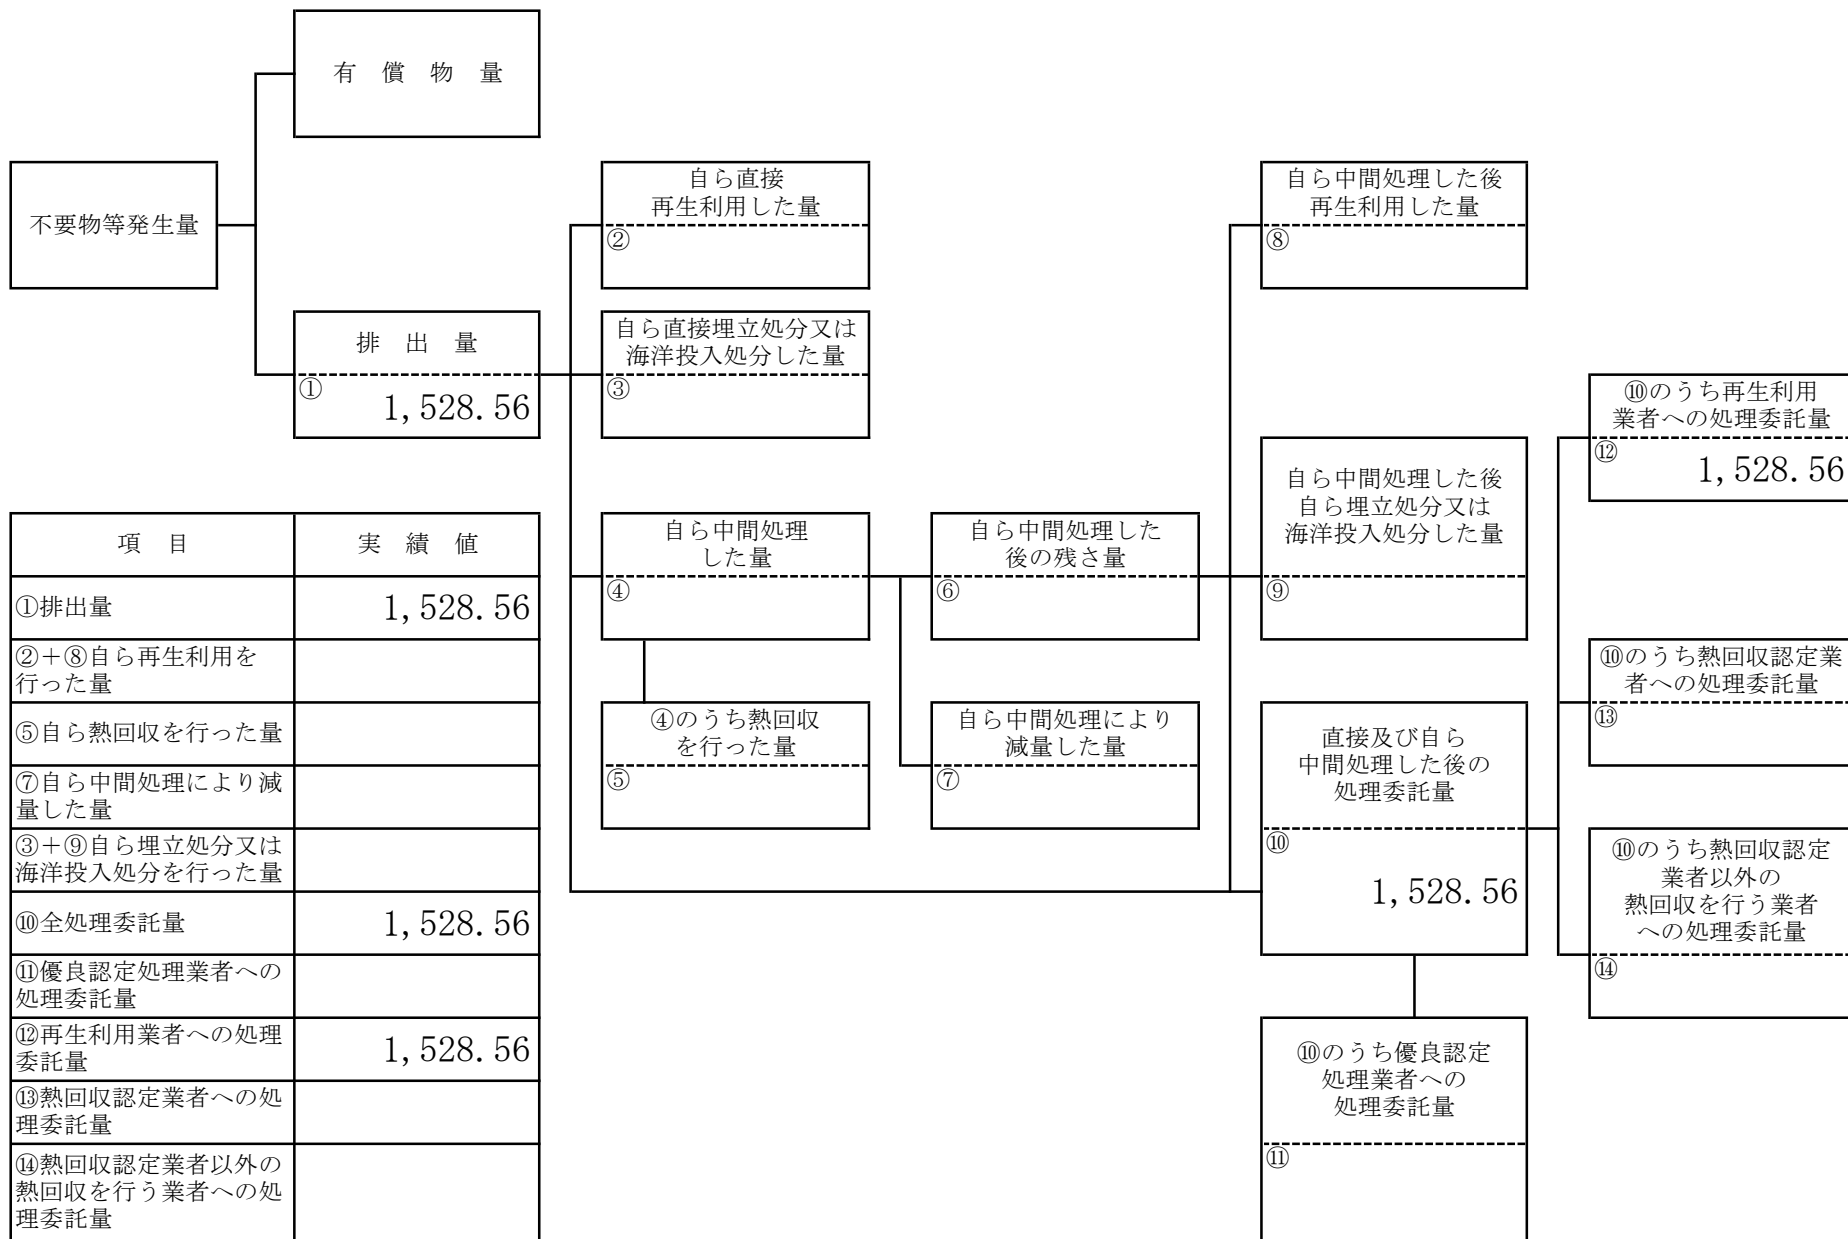 有　償　物　量
不要物等発生量
排　出　量
①
1,528.56
自ら直接
再生利用した量
②
自ら直接埋立処分又は
海洋投入処分した量
③
自ら中間処理
した量
④
④のうち熱回収
を行った量
⑤
自ら中間処理した
後の残さ量
⑥
自ら中間処理により
減量した量
⑦
自ら中間処理した後
再生利用した量
⑧
自ら中間処理した後
自ら埋立処分又は
海洋投入処分した量
⑨
直接及び自ら
中間処理した後の
処理委託量
⑩
1,528.56
⑩のうち優良認定
処理業者への
処理委託量
⑪
⑩のうち再生利用
業者への処理委託量
⑫
1,528.56
⑩のうち熱回収認定業
者への処理委託量
⑬
⑩のうち熱回収認定
業者以外の
熱回収を行う業者
への処理委託量
⑭
項　目　実　績　値
①排出量　1,528.56
②＋⑧自ら再生利用を
行った量
⑤自ら熱回収を行った量
⑦自ら中間処理により減
量した量
③＋⑨自ら埋立処分又は
海洋投入処分を行った量
⑩全処理委託量　1,528.56
⑪優良認定処理業者への
処理委託量
⑫再生利用業者への処理
委託量　1,528.56
⑬熱回収認定業者への処
理委託量
⑭熱回収認定業者以外の
熱回収を行う業者への処
理委託量